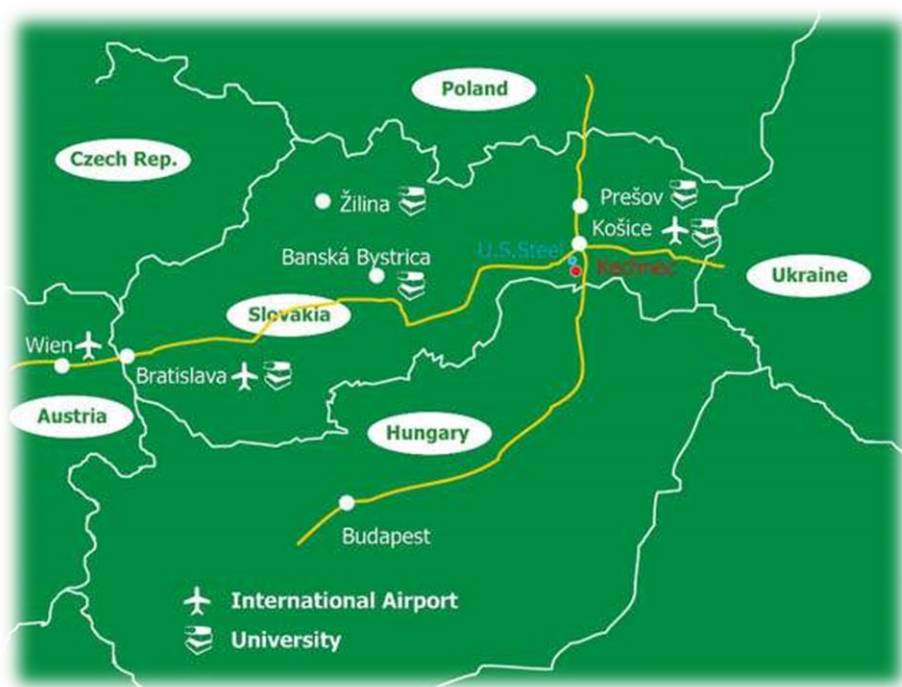 Poland
Czech Rep.
Prešov
Žilina
Košice
U.S.Steel
Banská Bystrica
Kechnec
Ukraine
Slovakia
Wien
Bratislava
Austria
Hungary
Budapest
International Airport
University